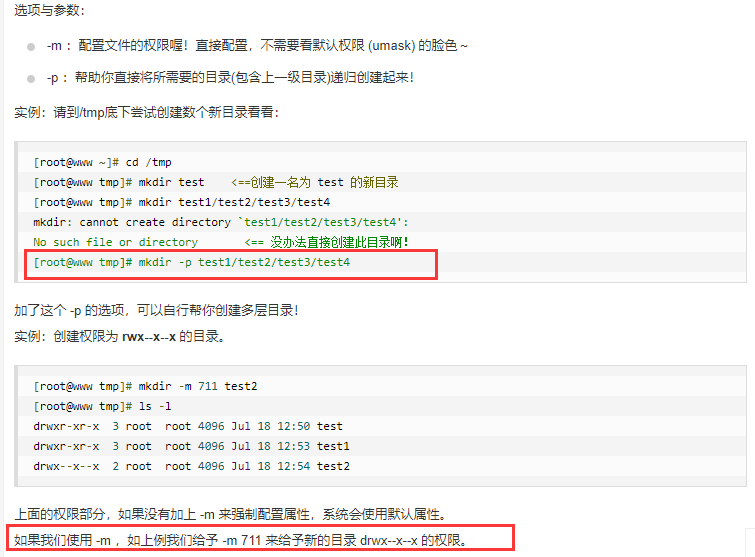 选项与参数：
-m ：配置文件的权限喔！直接配置，不需要看默认权限 (umask) 的脸色～
-p ：帮助你直接将所需要的目录(包含上一级目录)递归创建起来！
实例：请到/tmp底下尝试创建数个新目录看看：
[root@www ~]# cd /tmp
[root@www tmp]# mkdir test    <==创建一名为 test 的新目录
[root@www tmp]# mkdir test1/test2/test3/test4
mkdir: cannot create directory `test1/test2/test3/test4':
No such file or directory       <== 没办法直接创建此目录啊！
[root@www tmp]# mkdir -p test1/test2/test3/test4
加了这个 -p 的选项，可以自行帮你创建多层目录！
实例：创建权限为 rwx--x--x 的目录。
[root@www tmp]# mkdir -m 711 test2
[root@www tmp]# ls -l
drwxr-xr-x  3 root  root 4096 Jul 18 12:50 test
drwxr-xr-x  3 root  root 4096 Jul 18 12:53 test1
drwx--x--x  2 root  root 4096 Jul 18 12:54 test2
上面的权限部分，如果没有加上 -m 来强制配置属性，系统会使用默认属性。
如果我们使用 -m ，如上例我们给予 -m 711 来给予新的目录 drwx--x--x 的权限。